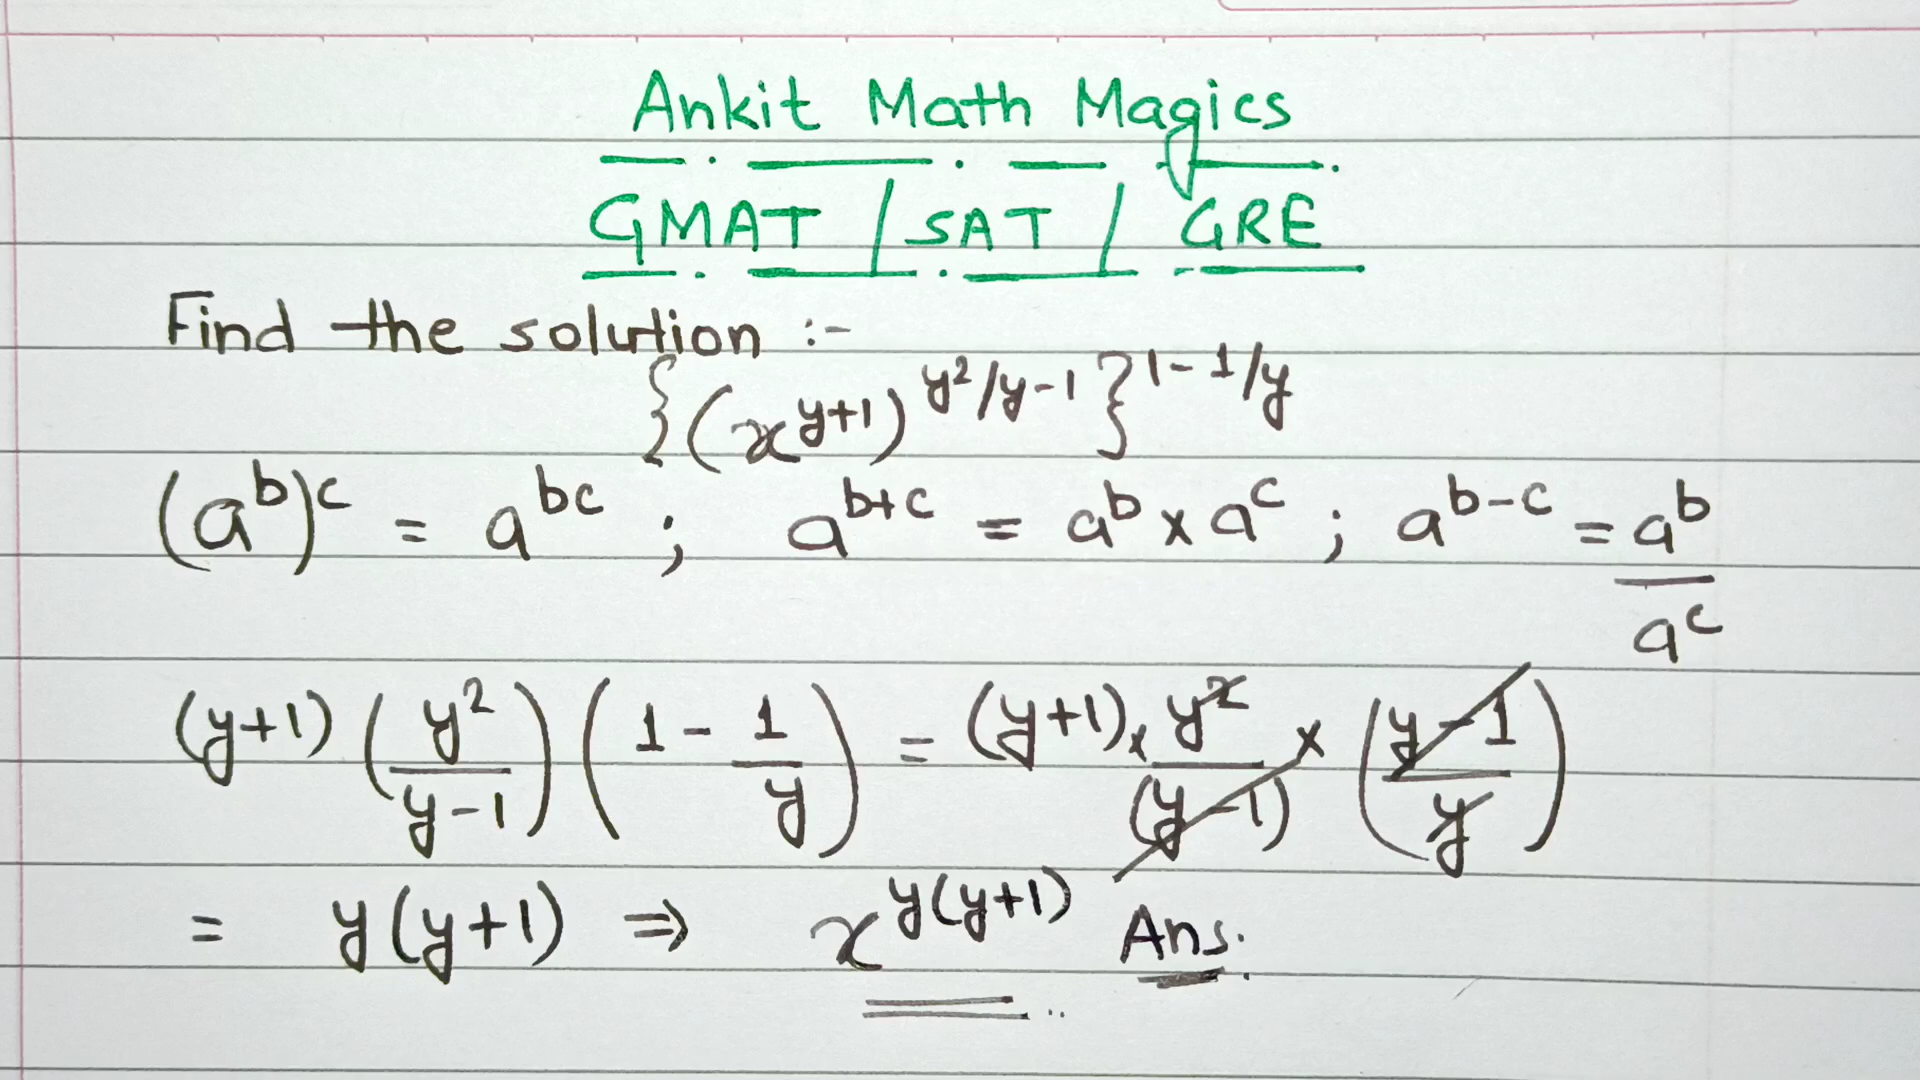 Ankit Math Magics
GMAT / SAT / GRE
Find the solution :-
{(x^(y+1))^(y²/y-1)}^(1-1/y)
(a^b)^c = a^(bc) ; a^(b+c) = a^b × a^c ; a^(b-c) = a^b/a^c
(y+1) (y²/(y-1)) (1 - 1/y) = (y+1) × y²/(y-1) × ((y-1)/y)
= y(y+1) ⇒ x^(y(y+1)) Ans.